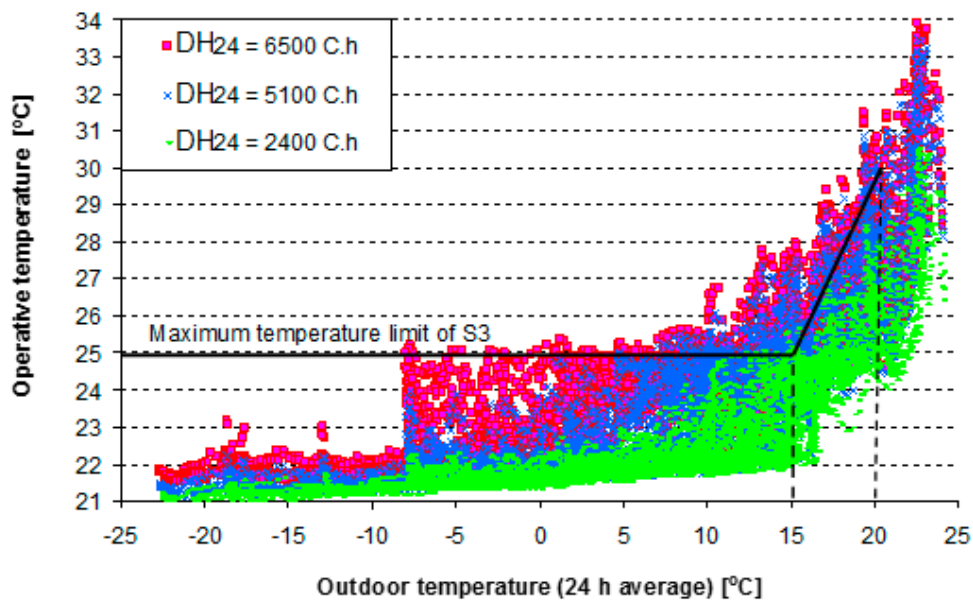 34
33
32
31
30
29
28
27
26
25
24
23
22
21
Operative temperature [ºC]
DH24 = 6500 C.h
DH24 = 5100 C.h
DH24 = 2400 C.h
Maximum temperature limit of S3
-25 -20 -15 -10 -5 0 5 10 15 20 25
Outdoor temperature (24 h average) [ºC]